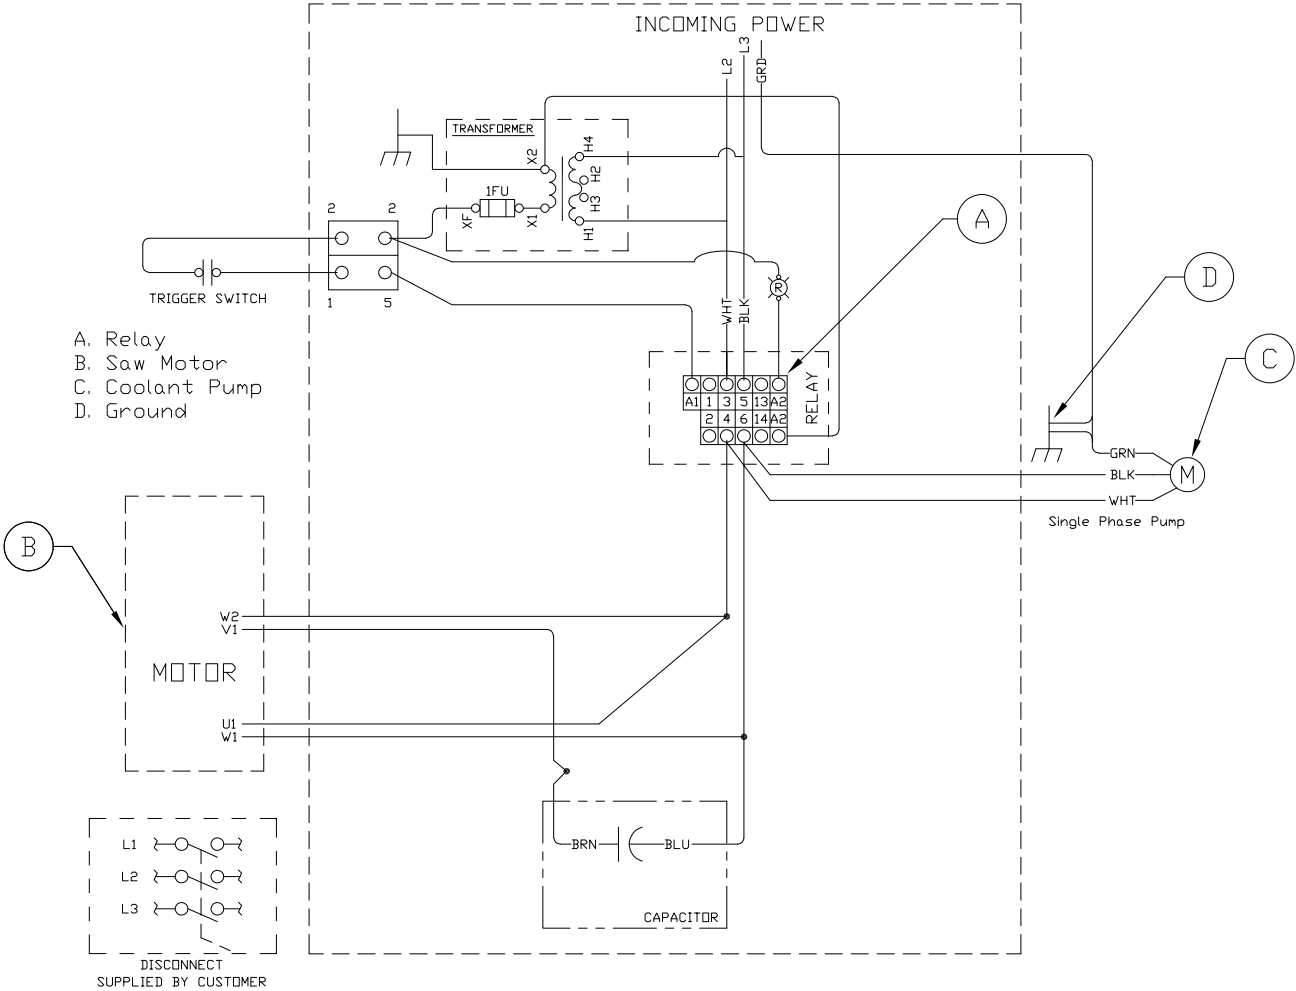 INCOMING POWER
L2
L3
GRD
TRANSFORMER
X2
H4
H2
1FU
H3
XF
X1
H1
2 2
1 5
TRIGGER SWITCH
A
R
D
C
WHT
BLK
A. Relay
B. Saw Motor
C. Coolant Pump
D. Ground
RELAY
A1 1 3 5 13 A2
2 4 6 14 A2
GRN
BLK
WHT
M
Single Phase Pump
B
W2
V1
MOTOR
U1
W1
L1
L2
L3
BRN
BLU
CAPACITOR
DISCONNECT
SUPPLIED BY CUSTOMER